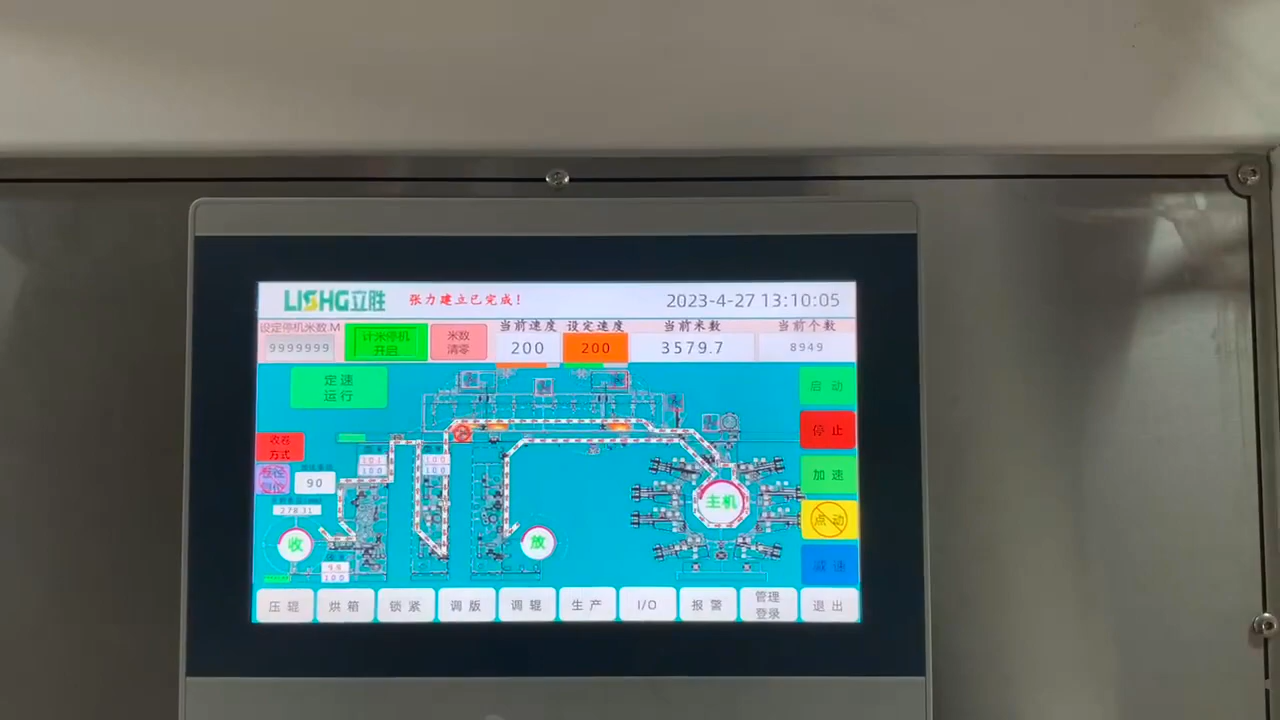 LISHG立胜
张力建立已完成!
2023-4-27 13:10:05
设定停机米数.M
9999999
计米停机
开启
米数
清零
当前速度
200
设定速度
200
当前米数
3579.7
当前个数
8949
定速
运行
启动
停止
加速
点动
减速
收卷
方式
卷径
复位
90
278.31
收
放
主机
压辊
烘箱
锁紧
调版
调辊
生产
I/O
报警
管理
登录
退出